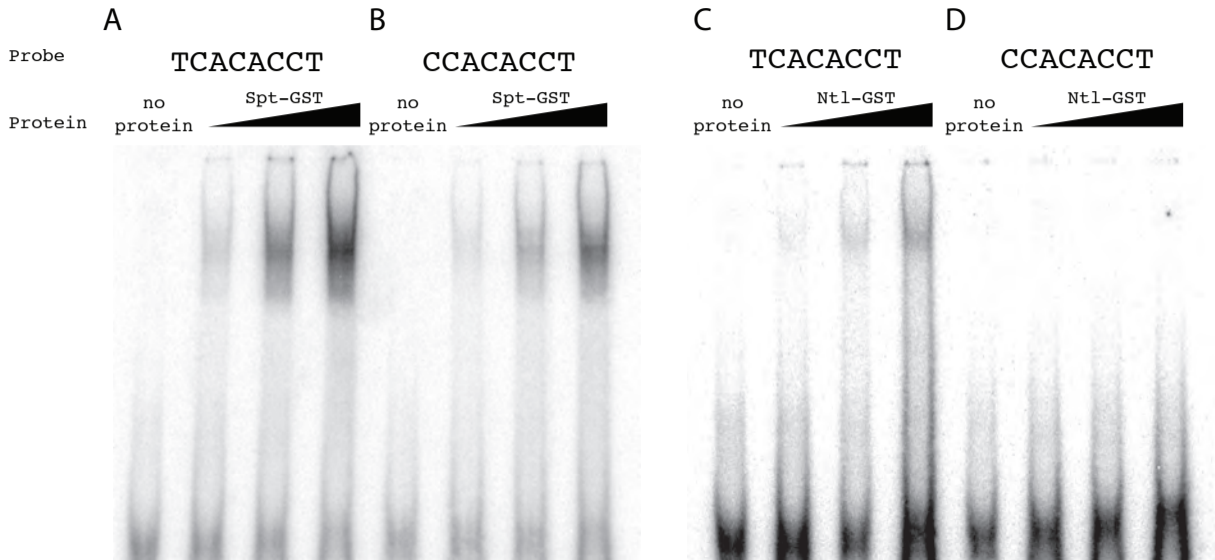 A B C D
Probe TCACACCT CCACACCT TCACACCT CCACACCT
no Spt-GST no Spt-GST no Ntl-GST no Ntl-GST
Protein protein protein protein protein